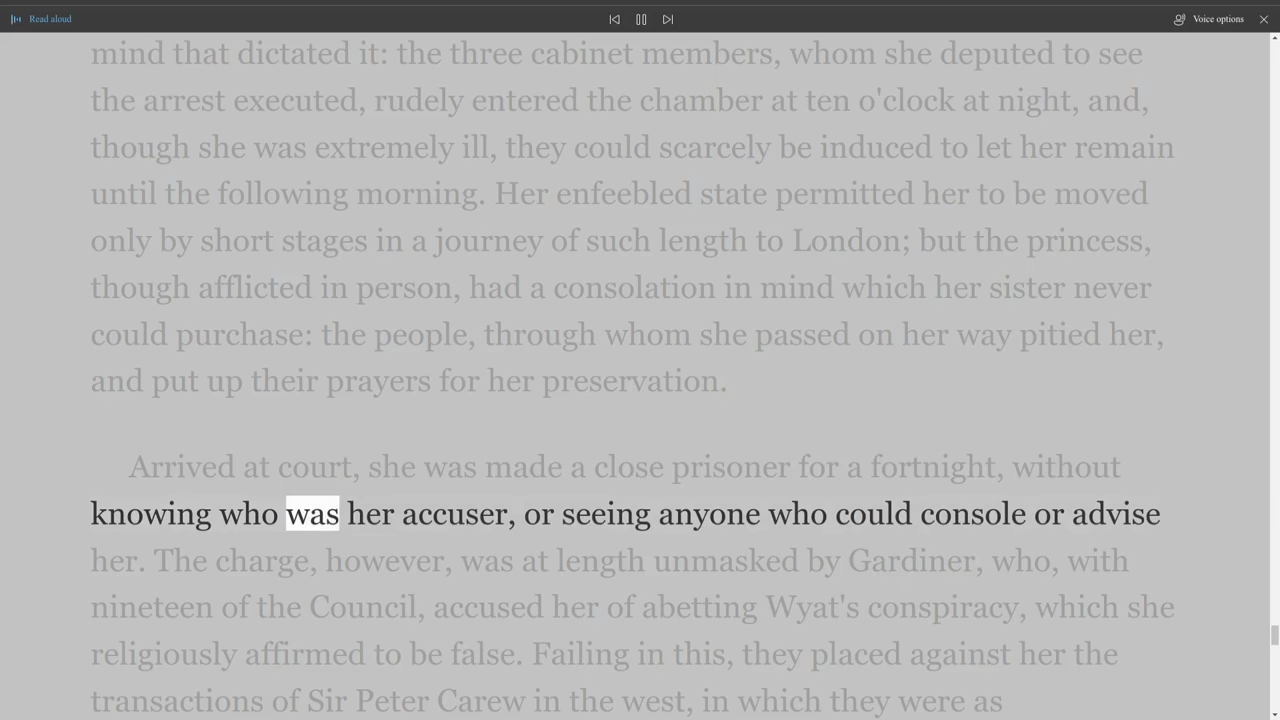 Read aloud
Voice options
mind that dictated it: the three cabinet members, whom she deputed to see
the arrest executed, rudely entered the chamber at ten o'clock at night, and,
though she was extremely ill, they could scarcely be induced to let her remain
until the following morning. Her enfeebled state permitted her to be moved
only by short stages in a journey of such length to London; but the princess,
though afflicted in person, had a consolation in mind which her sister never
could purchase: the people, through whom she passed on her way pitied her,
and put up their prayers for her preservation.
Arrived at court, she was made a close prisoner for a fortnight, without
knowing who was her accuser, or seeing anyone who could console or advise
her. The charge, however, was at length unmasked by Gardiner, who, with
nineteen of the Council, accused her of abetting Wyat's conspiracy, which she
religiously affirmed to be false. Failing in this, they placed against her the
transactions of Sir Peter Carew in the west, in which they were as